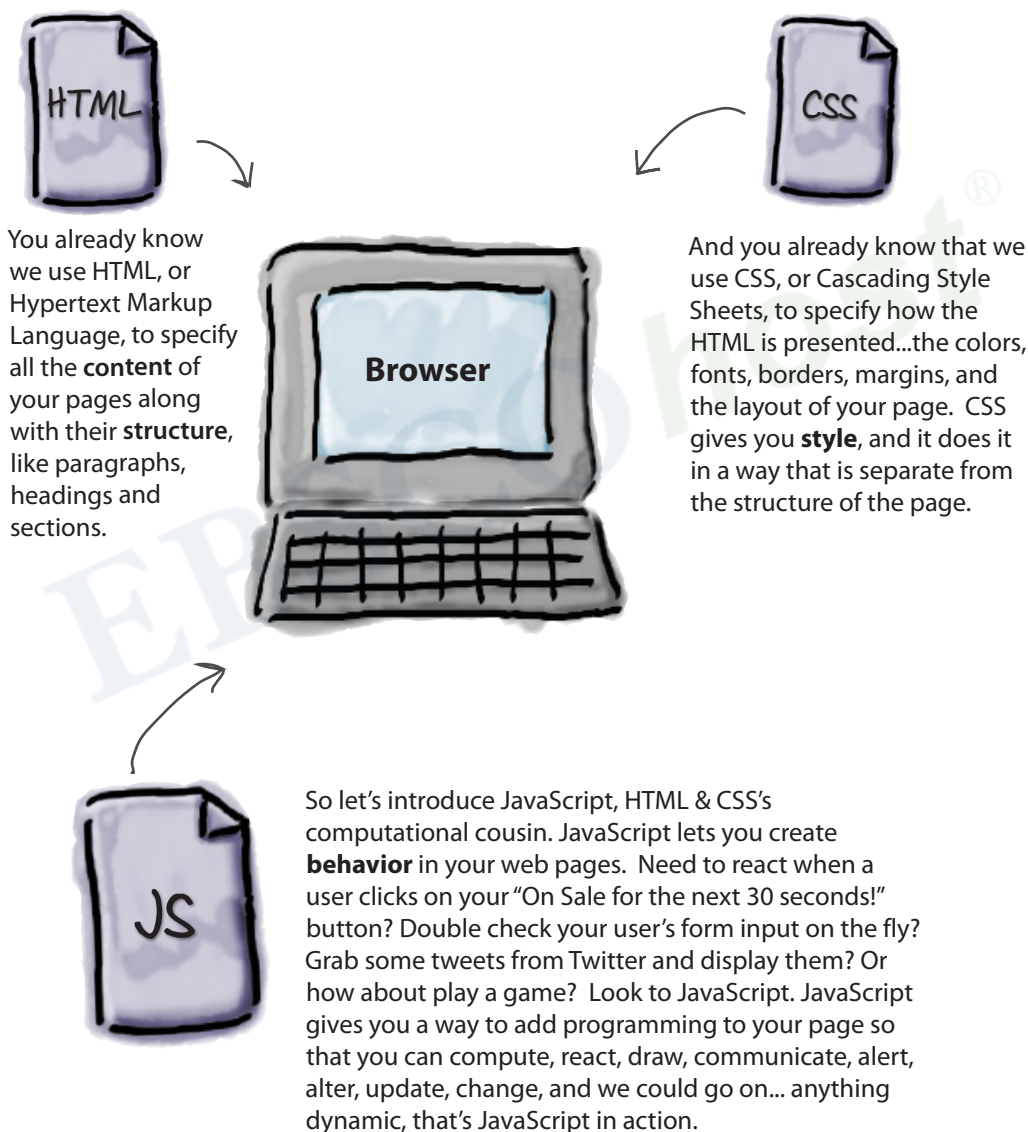 HTML
CSS
You already know
we use HTML, or
Hypertext Markup
Language, to specify
all the content of
your pages along
with their structure,
like paragraphs,
headings and
sections.
Browser
And you already know that we
use CSS, or Cascading Style
Sheets, to specify how the
HTML is presented...the colors,
fonts, borders, margins, and
the layout of your page.  CSS
gives you style, and it does it
in a way that is separate from
the structure of the page.
EBSCOhost®
JS
So let’s introduce JavaScript, HTML & CSS’s
computational cousin. JavaScript lets you create
behavior in your web pages.  Need to react when a
user clicks on your “On Sale for the next 30 seconds!”
button? Double check your user’s form input on the fly?
Grab some tweets from Twitter and display them? Or
how about play a game?  Look to JavaScript. JavaScript
gives you a way to add programming to your page so
that you can compute, react, draw, communicate, alert,
alter, update, change, and we could go on... anything
dynamic, that’s JavaScript in action.